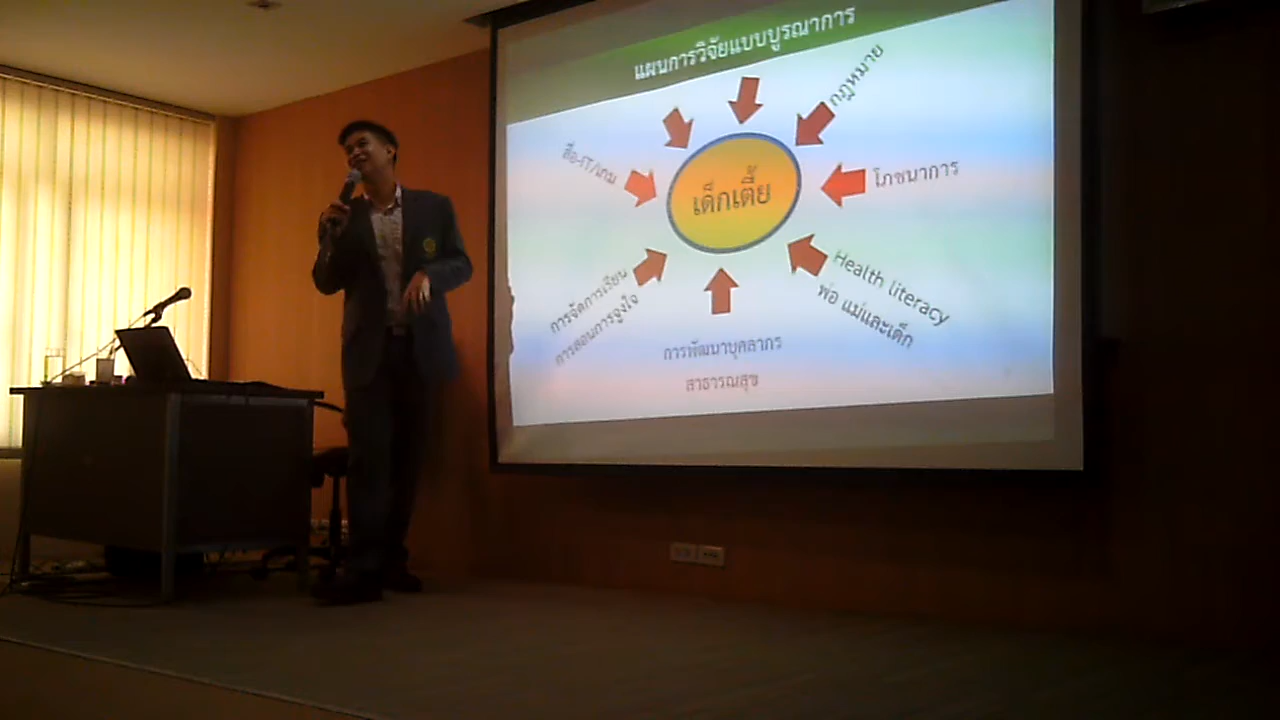 แผนการวิจัยแบบบูรณาการ
กฎหมาย
สื่อ-IT/เกม
เด็กเตี้ย
โภชนาการ
Health literacy
พ่อ แม่และเด็ก
การจัดการเรียน
การสอนการจูงใจ
การพัฒนาบุคลากร
สาธารณสุข